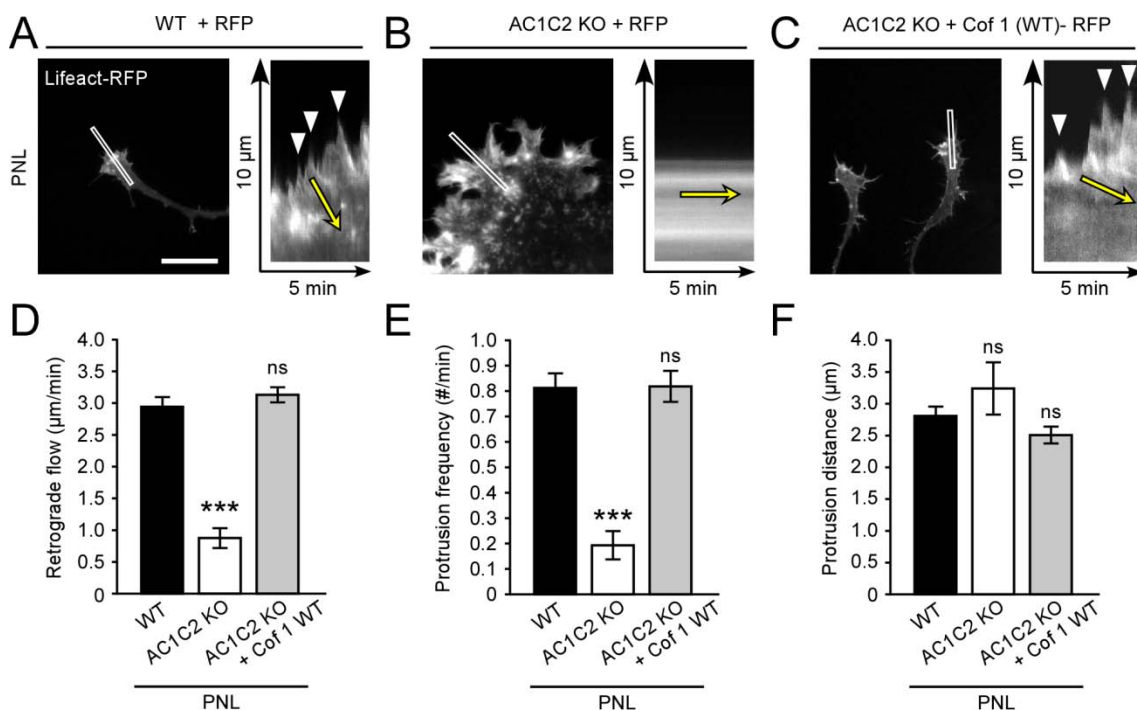 A
WT + RFP
Lifeact-RFP
PNL
10 µm
5 min
B
AC1C2 KO + RFP
10 µm
5 min
C
AC1C2 KO + Cof 1 (WT)- RFP
10 µm
5 min
D
Retrograde flow (µm/min)
4.0
3.5
3.0
2.5
2.0
1.5
1.0
0.5
0
***
ns
WT
AC1C2 KO
AC1C2 KO
+ Cof 1 WT
PNL
E
Protrusion frequency (#/min)
1.0
0.9
0.8
0.7
0.6
0.5
0.4
0.3
0.2
0.1
0
***
ns
WT
AC1C2 KO
AC1C2 KO
+ Cof 1 WT
PNL
F
Protrusion distance (µm)
4.0
3.5
3.0
2.5
2.0
1.5
1.0
0.5
0
ns
ns
WT
AC1C2 KO
AC1C2 KO
+ Cof 1 WT
PNL